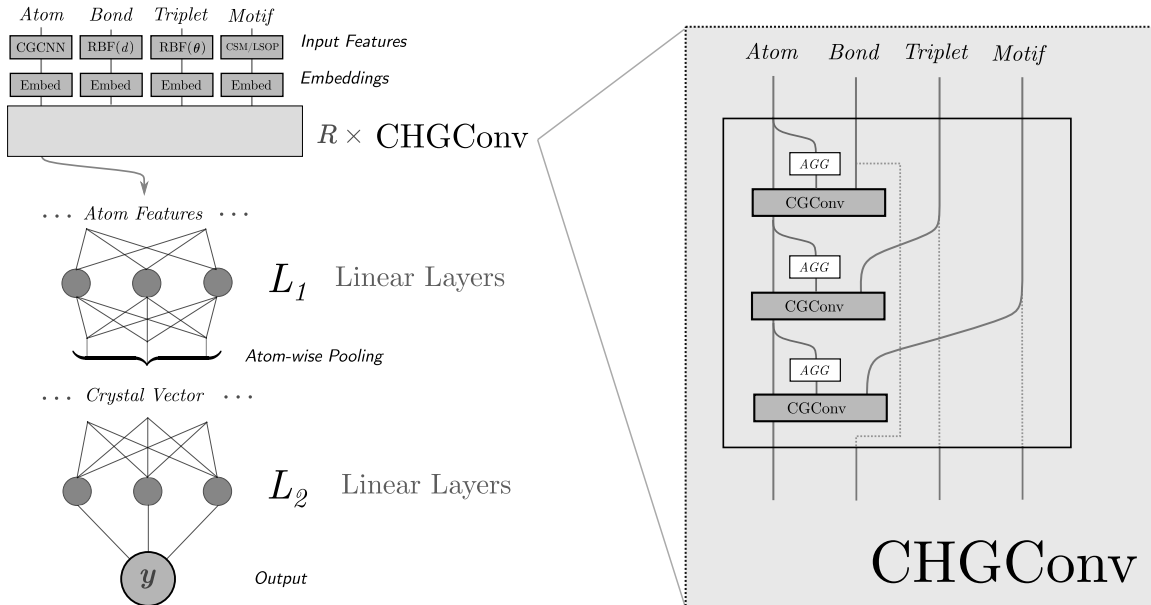 Atom Bond Triplet Motif
CGCNN RBF(d) RBF(θ) CSM/LSOP Input Features
Embed Embed Embed Embed Embeddings
R × CHGConv
... Atom Features ...
L1 Linear Layers
Atom-wise Pooling
... Crystal Vector ...
L2 Linear Layers
y Output
Atom Bond Triplet Motif
AGG
CGConv
AGG
CGConv
AGG
CGConv
CHGConv